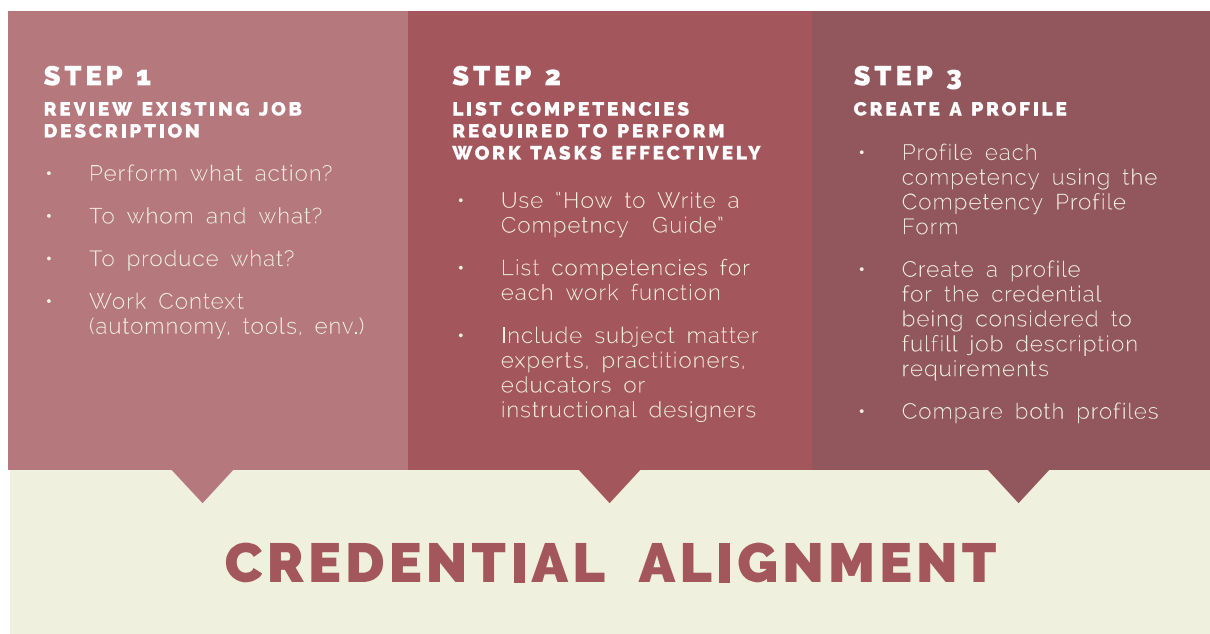 STEP 1
REVIEW EXISTING JOB
DESCRIPTION
• Perform what action?
• To whom and what?
• To produce what?
• Work Context
(automnomy, tools, env.)
STEP 2
LIST COMPETENCIES
REQUIRED TO PERFORM
WORK TASKS EFFECTIVELY
• Use “How to Write a
Competncy Guide”
• List competencies for
each work function
• Include subject matter
experts, practitioners,
educators or
instructional designers
STEP 3
CREATE A PROFILE
• Profile each
competency using the
Competency Profile
Form
• Create a profile
for the credential
being considered to
fulfill job description
requirements
• Compare both profiles
CREDENTIAL ALIGNMENT